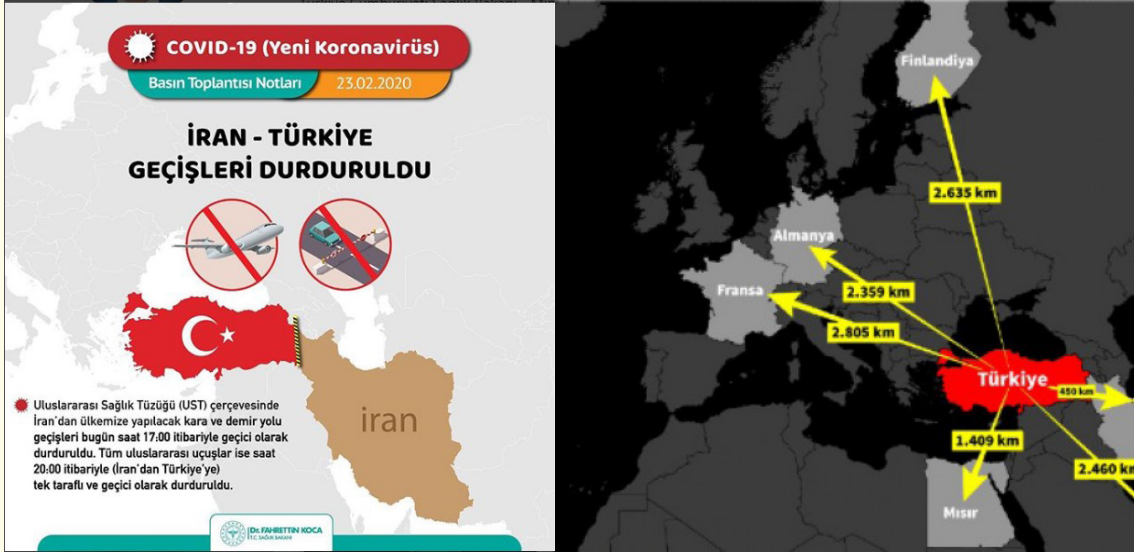 COVID-19 (Yeni Koronavirüs)
Basın Toplantısı Notları
23.02.2020
İRAN - TÜRKİYE
GEÇİŞLERİ DURDURULDU
iran
Uluslararası Sağlık Tüzüğü (UST) çerçevesinde
İran'dan ülkemize yapılacak kara ve demir yolu
geçişleri bugün saat 17:00 itibariyle geçici olarak
durduruldu. Tüm uluslararası uçuşlar ise saat
20:00 itibariyle (İran'dan Türkiye'ye)
tek taraflı ve geçici olarak durduruldu.
Dr. FAHRETTİN KOCA
T.C. SAĞLIK BAKANI
Finlandiya
2.635 km
Almanya
2.359 km
Fransa
2.805 km
Türkiye
450 km
1.409 km
2.460 km
Mısır